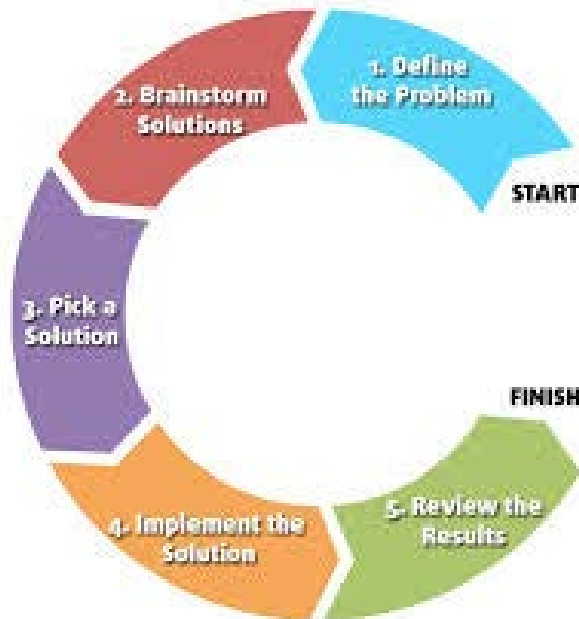 START
1. Define
the Problem
2. Brainstorm
Solutions
3. Pick a
Solution
4. Implement the
Solution
5. Review the
Results
FINISH